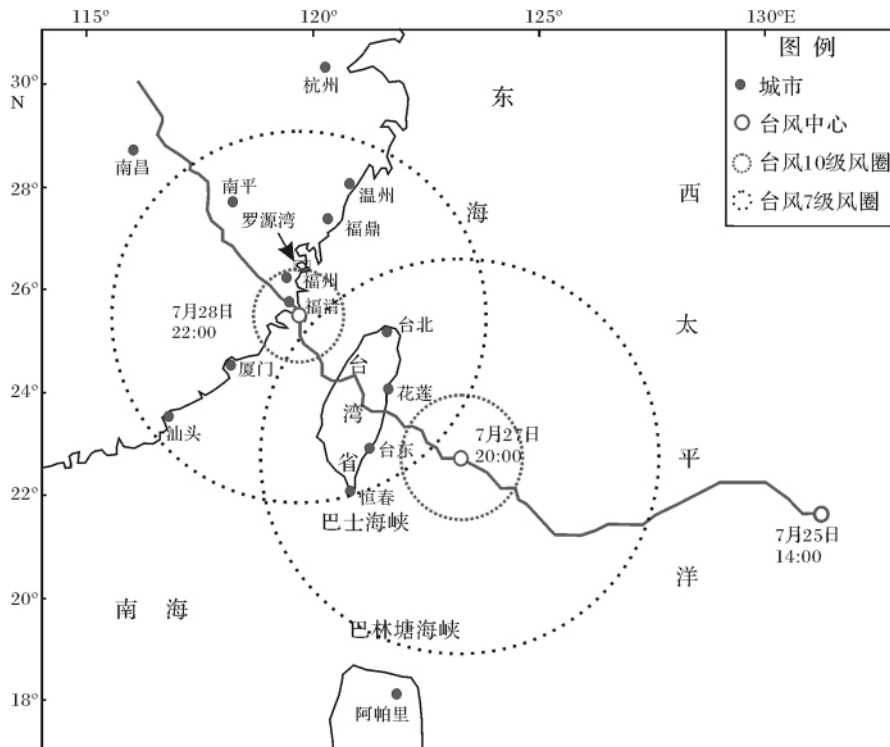 115° 120° 125° 130°E
图 例
城市
台风中心
台风10级风圈
台风7级风圈
30°
N
28°
26°
24°
22°
20°
18°
杭州
东
南昌
南平
温州
西
罗源湾
福鼎
海
福州
7月28日
22:00
福清
台北
太
厦门
台
花莲
湾
汕头
7月27日
20:00
台东
省
平
恒春
巴士海峡
7月25日
14:00
洋
南 海
巴林塘海峡
阿帕里